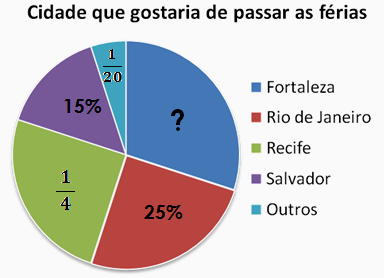 Cidade que gostaria de passar as férias
1/20
15%
?
1/4
25%
Fortaleza
Rio de Janeiro
Recife
Salvador
Outros